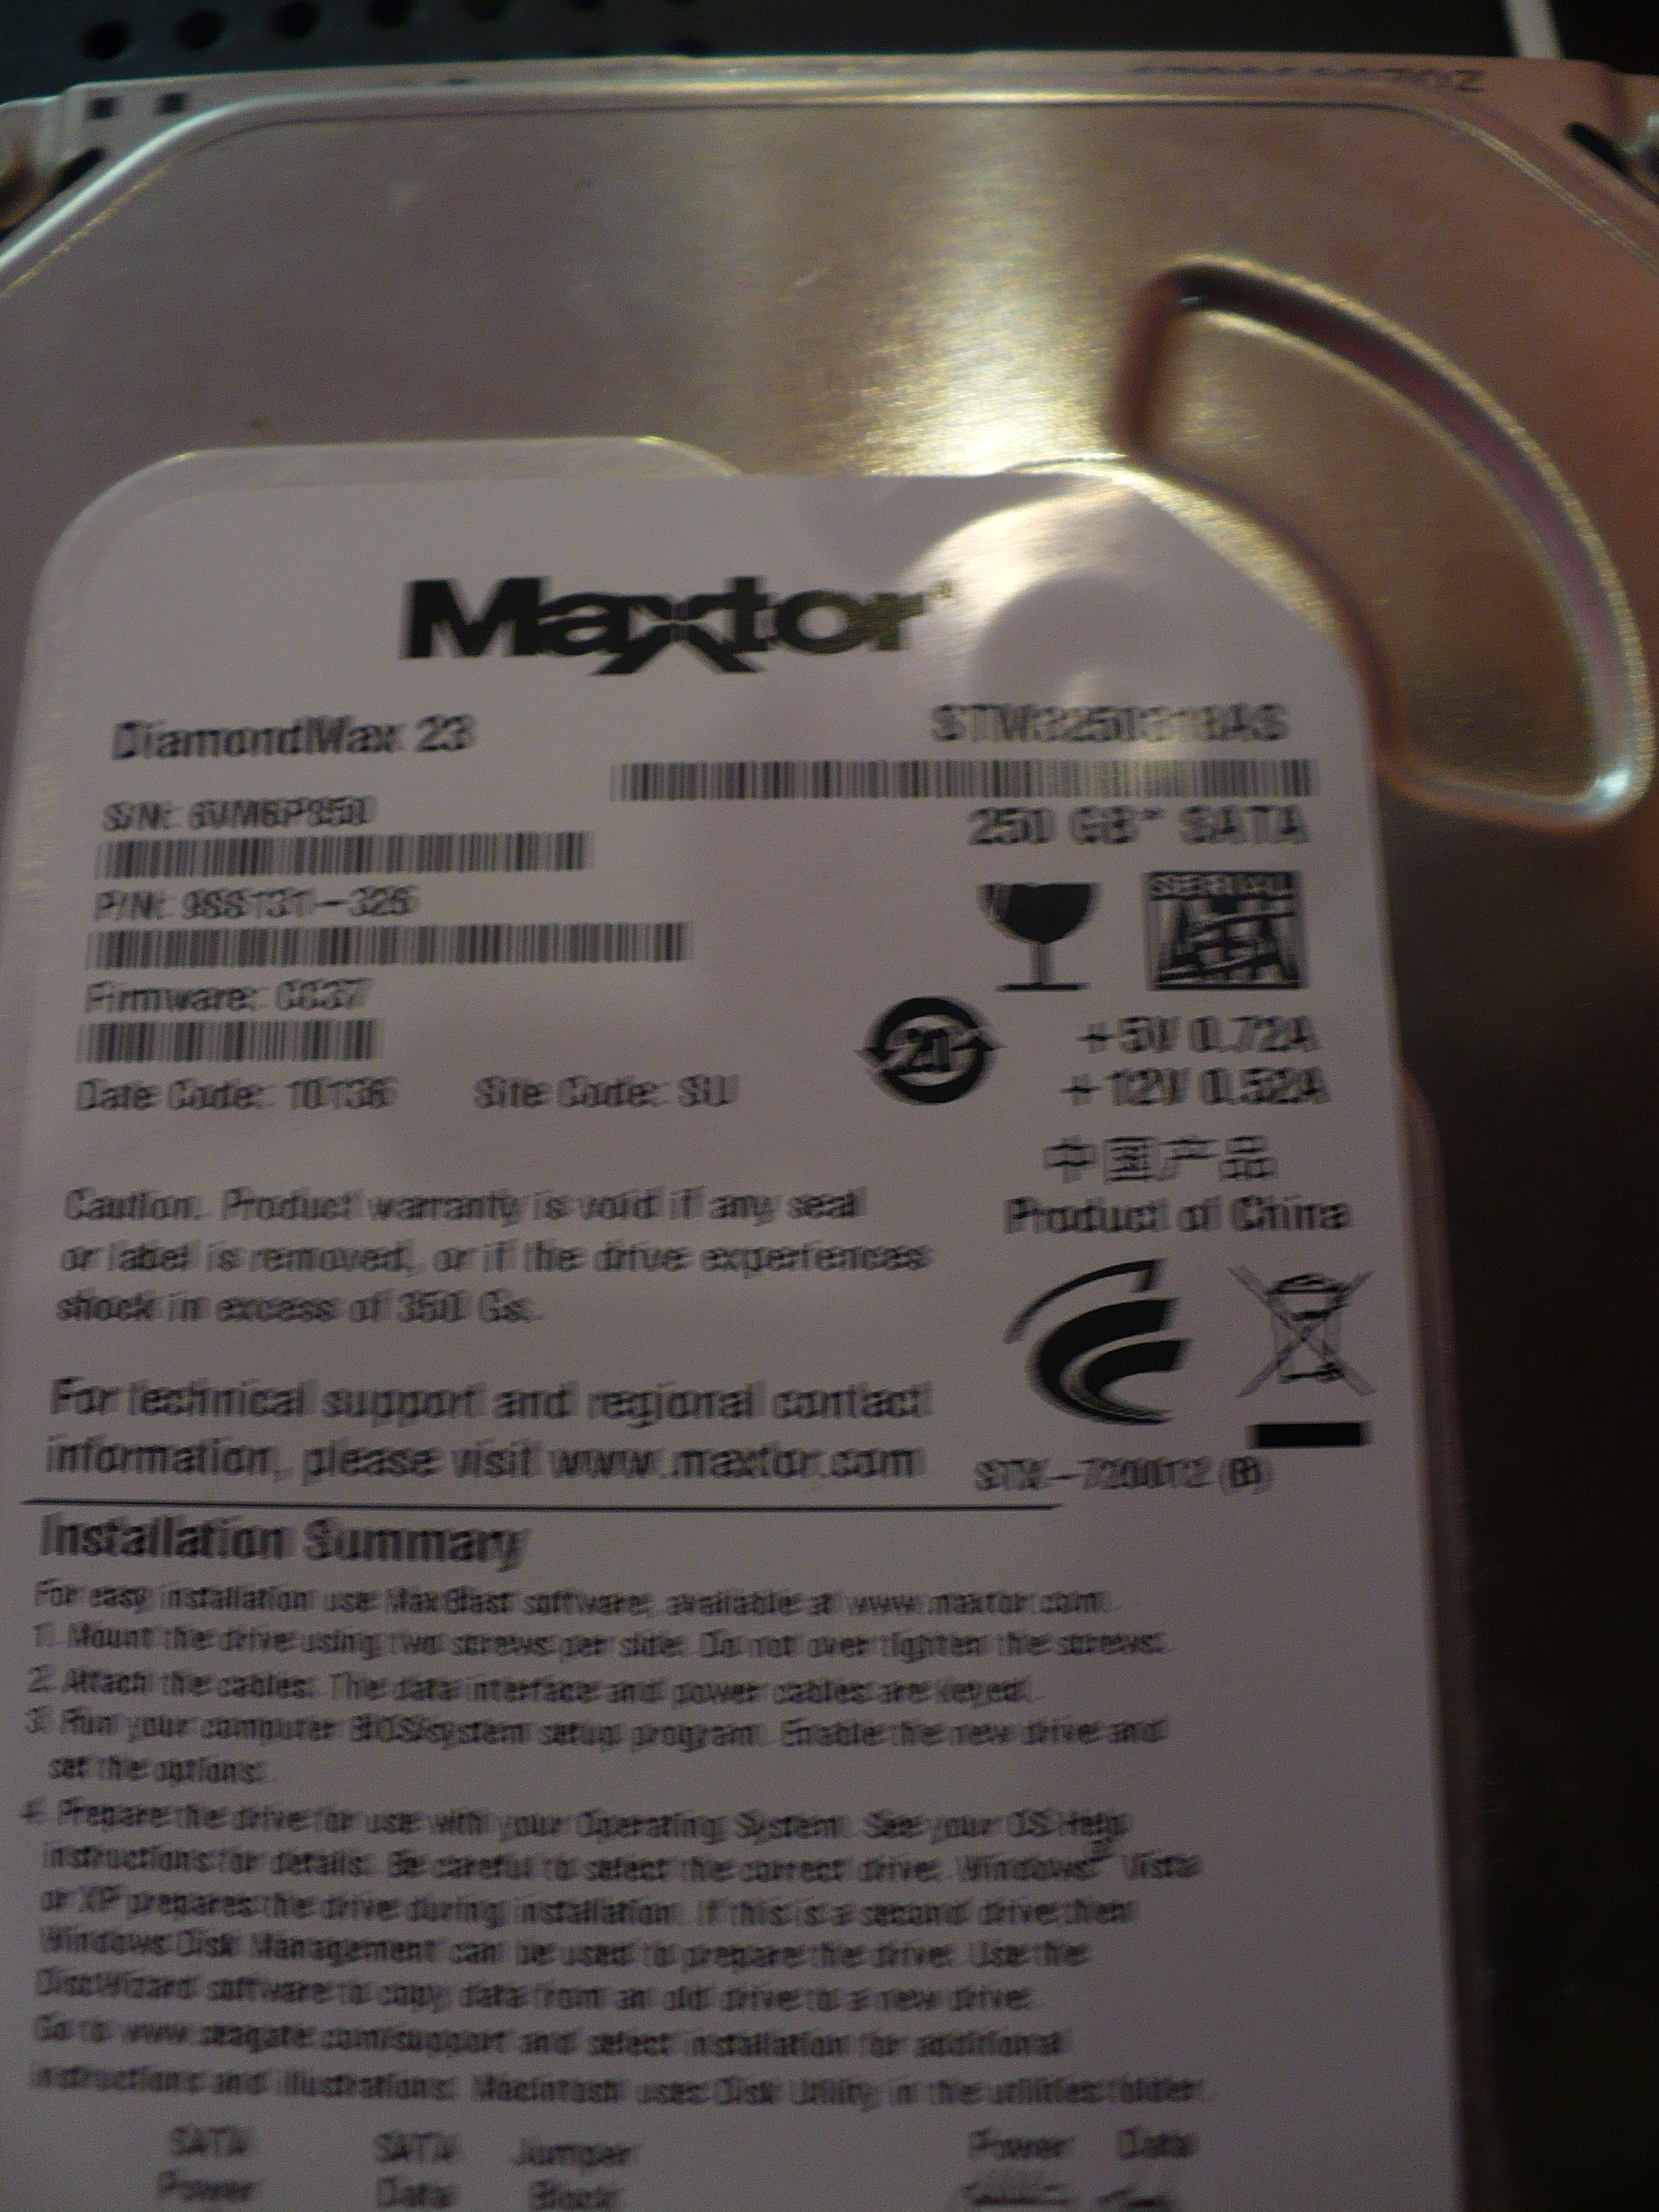 Maxtor®
DiamondMax 23
STM3250318AS
250 GB* SATA
P/N: 9SS131-326
Firmware: CC37
Date Code: 10136
Site Code: SU
SERIAL
ATA
20
+5V 0.72A
+12V 0.52A
中国产品
Product of China
Caution. Product warranty is void if any seal
or label is removed, or if the drive experiences
shock in excess of 350 Gs.
For technical support and regional contact
information, please visit www.maxtor.com
Installation Summary
For easy installation use MaxBlast software, available at www.maxtor.com.
1. Mount the drive using two screws per side. Do not over tighten the screws.
2. Attach the cables. The data interface and power cables are keyed.
3. Run your computer BIOS/system setup program. Enable the new drive and
set the options.
4. Prepare the drive for use with your Operating System. See your OS Help
instructions for details. Be careful to select the correct drive. Windows® Vista
or XP prepares the drive during installation. If this is a second drive, then
Windows Disk Management can be used to prepare the drive. Use the
DiscWizard software to copy data from an old drive to a new drive.
Go to www.seagate.com/support and select installation for additional
instructions and illustrations. Macintosh uses Disk Utility, in the utilities folder.
SATA SATA Jumper Power Data
Power Data Block